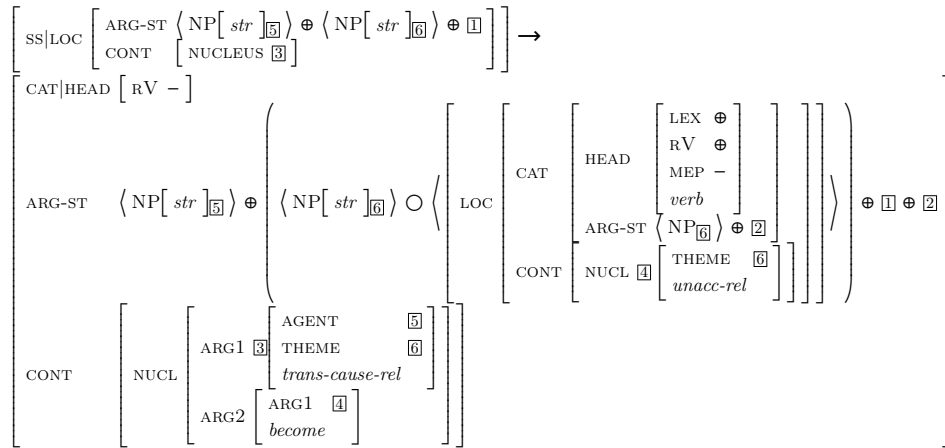 SS|LOC [ ARG-ST ⟨ NP[ str ]5 ⟩ ⊕ ⟨ NP[ str ]6 ⟩ ⊕ 1
CONT [ NUCLEUS 3 ] ] →
CAT|HEAD [ RV − ]
LEX ⊕
RV ⊕
CAT HEAD MEP −
verb
ARG-ST ⟨ NP[ str ]5 ⟩ ⊕ ( ⟨ NP[ str ]6 ⟩ ○ ⟨ [ LOC ] ⟩ ) ⊕ 1 ⊕ 2
ARG-ST ⟨ NP6 ⟩ ⊕ 2
CONT [ NUCL 4 [ THEME 6
unacc-rel ] ]
AGENT 5
ARG1 3 THEME 6
trans-cause-rel
CONT [ NUCL ]
ARG2 [ ARG1 4
become ]